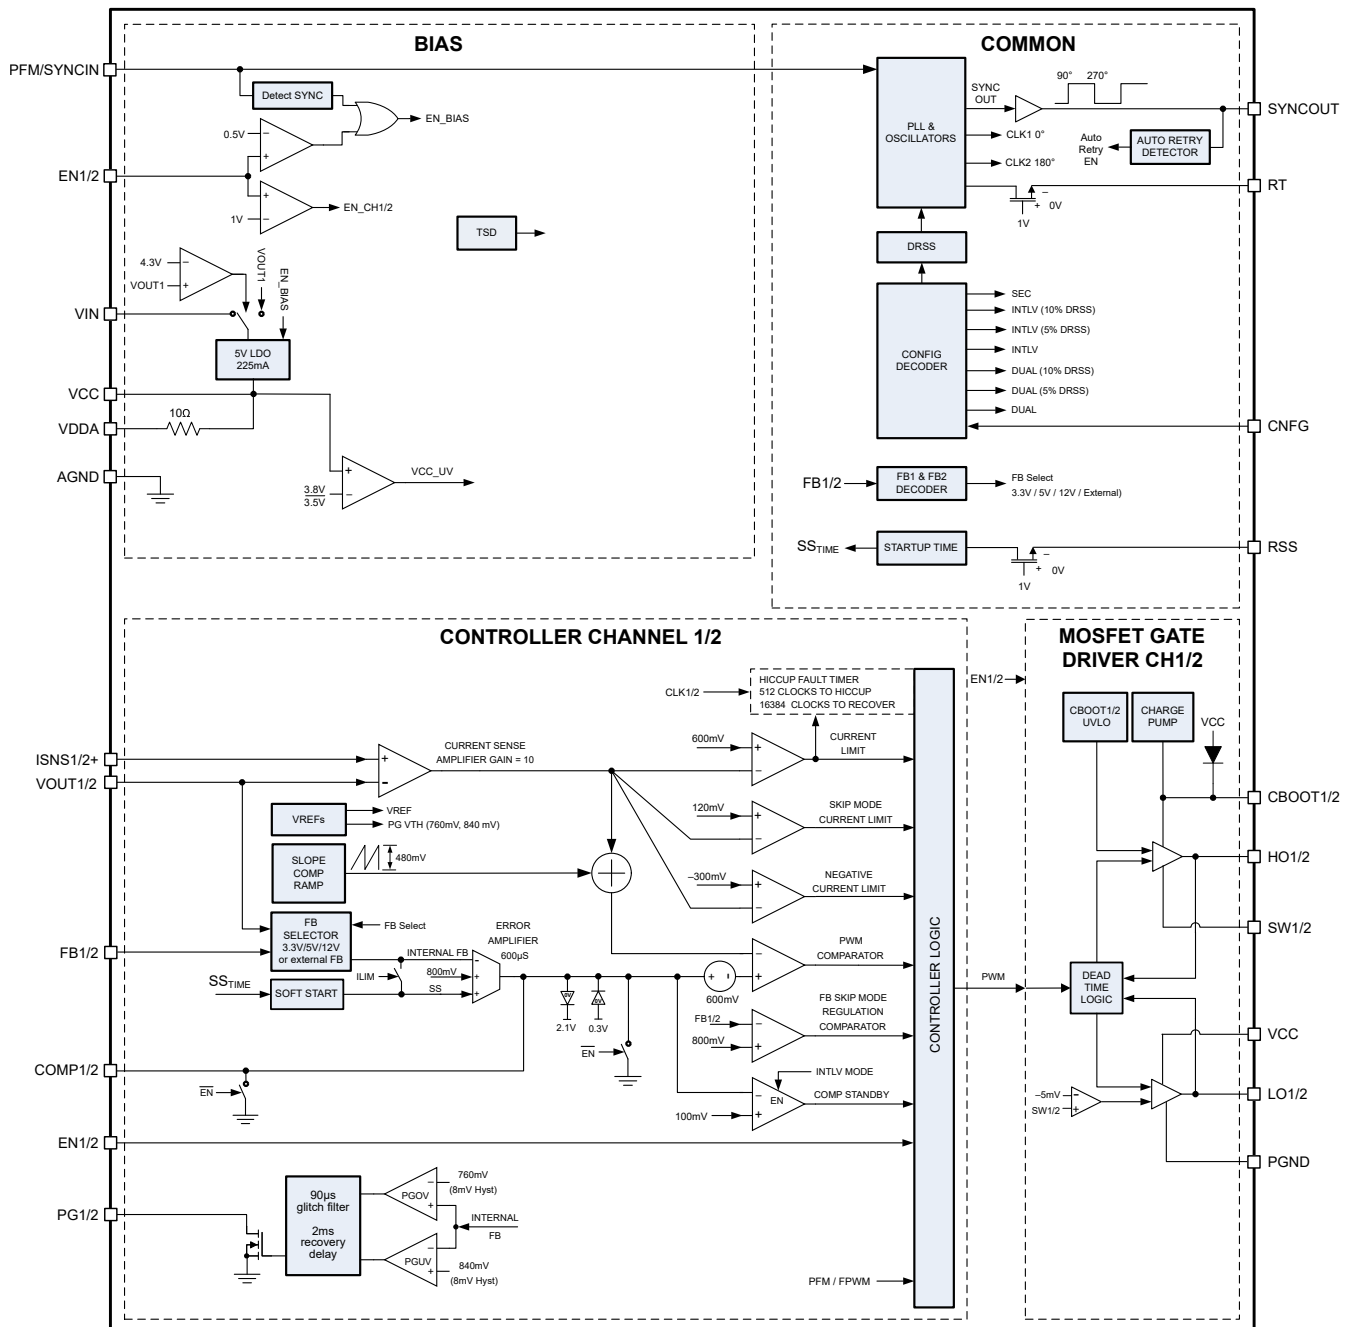 BIAS
COMMON
PFM/SYNCIN
Detect SYNC
0.5V
EN_BIAS
EN1/2
1V
EN_CH1/2
TSD
4.3V
VOUT1
VOUT1
EN_BIAS
VIN
5V LDO
225mA
VCC
VDDA
10Ω
AGND
3.8V
3.5V
VCC_UV
PLL &
OSCILLATORS
SYNC
OUT
90°
270°
SYNCOUT
CLK1 0°
Auto
Retry
EN
AUTO RETRY
DETECTOR
CLK2 180°
RT
0V
1V
DRSS
CONFIG
DECODER
SEC
INTLV (10% DRSS)
INTLV (5% DRSS)
INTLV
DUAL (10% DRSS)
DUAL (5% DRSS)
DUAL
CNFG
FB1/2
FB1 & FB2
DECODER
FB Select
3.3V / 5V / 12V / External)
SSTIME
STARTUP TIME
RSS
0V
1V
CONTROLLER CHANNEL 1/2
MOSFET GATE
DRIVER CH1/2
CLK1/2
HICCUP FAULT TIMER
512 CLOCKS TO HICCUP
16384 CLOCKS TO RECOVER
EN1/2
CBOOT1/2
UVLO
CHARGE
PUMP
VCC
ISNS1/2+
VOUT1/2
CURRENT SENSE
AMPLIFIER GAIN = 10
600mV
CURRENT
LIMIT
VREFs
VREF
PG VTH (760mV, 840 mV)
120mV
SKIP MODE
CURRENT LIMIT
CBOOT1/2
SLOPE
COMP
RAMP
480mV
–300mV
NEGATIVE
CURRENT LIMIT
HO1/2
FB1/2
FB
SELECTOR
3.3V/5V/12V
or external FB
FB Select
INTERNAL FB
ERROR
AMPLIFIER
600µS
ILIM
800mV
SS
SSTIME
SOFT START
600mV
PWM
COMPARATOR
SW1/2
CONTROLLER LOGIC
PWM
DEAD
TIME
LOGIC
2.1V
0.3V
FB1/2
800mV
FB SKIP MODE
REGULATION
COMPARATOR
EN
VCC
COMP1/2
EN
INTLV MODE
EN
100mV
COMP STANDBY
–5mV
SW1/2
LO1/2
EN1/2
PGND
PG1/2
90µs
glitch filter
2ms
recovery
delay
PGOV
760mV
(8mV Hyst)
INTERNAL
FB
PGUV
840mV
(8mV Hyst)
PFM / FPWM